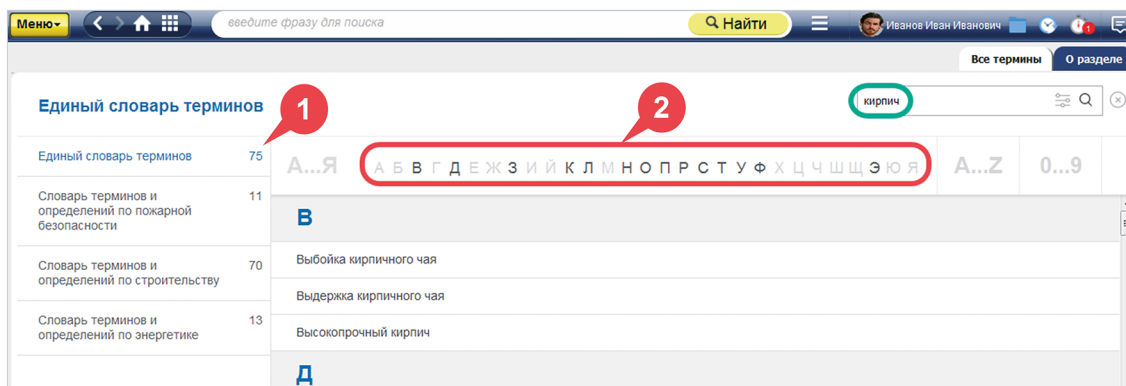 Меню
введите фразу для поиска
Найти
Иванов Иван Иванович
1
Все термины
О разделе
Единый словарь терминов
1
2
кирпич
Единый словарь терминов 75
А...Я
А Б В Г Д Е Ж З И Й К Л М Н О П Р С Т У Ф Х Ц Ч Ш Щ Э Ю Я
A...Z
0...9
Словарь терминов и 11
определений по пожарной
безопасности
Словарь терминов и 70
определений по строительству
Словарь терминов и 13
определений по энергетике
В
Выбойка кирпичного чая
Выдержка кирпичного чая
Высокопрочный кирпич
Д